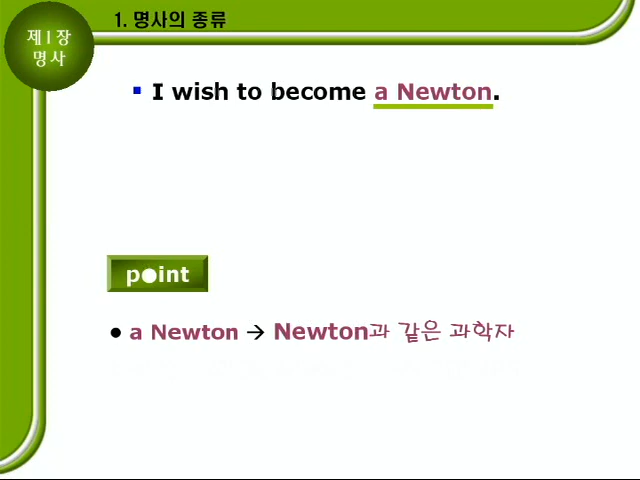 제1장
명사
1. 명사의 종류
▪ I wish to become a Newton.
point
● a Newton → Newton과 같은 과학자